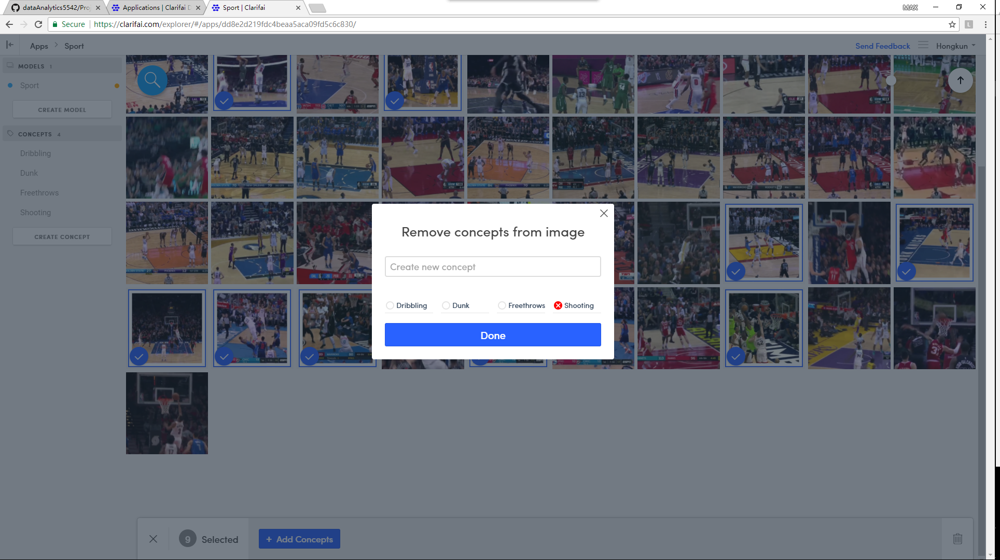 dataAnalytics5542/Proj
Applications | Clarifai D
Sport | Clarifai
MAX
Secure
https://clarifai.com/explorer/#/apps/dd8e2d219fdc4beaa5aca09fd5c6c830/
L
Apps
Sport
Send Feedback
Hongkun
MODELS 1
Sport
CREATE MODEL
CONCEPTS 4
Dribbling
Dunk
Freethrows
Shooting
CREATE CONCEPT
Remove concepts from image
Create new concept
Dribbling
Dunk
Freethrows
Shooting
Done
9
Selected
+ Add Concepts